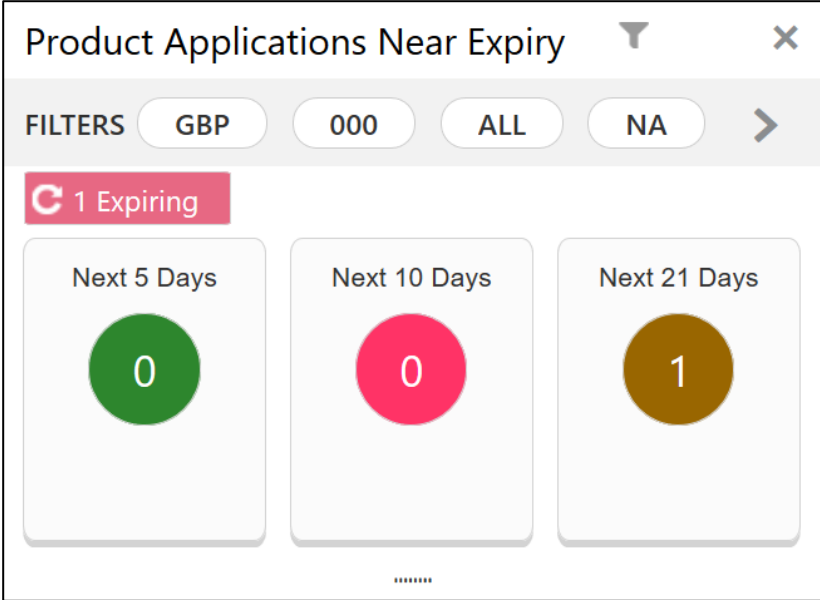 Product Applications Near Expiry
FILTERS GBP 000 ALL NA
1 Expiring
Next 5 Days Next 10 Days Next 21 Days
0 0 1